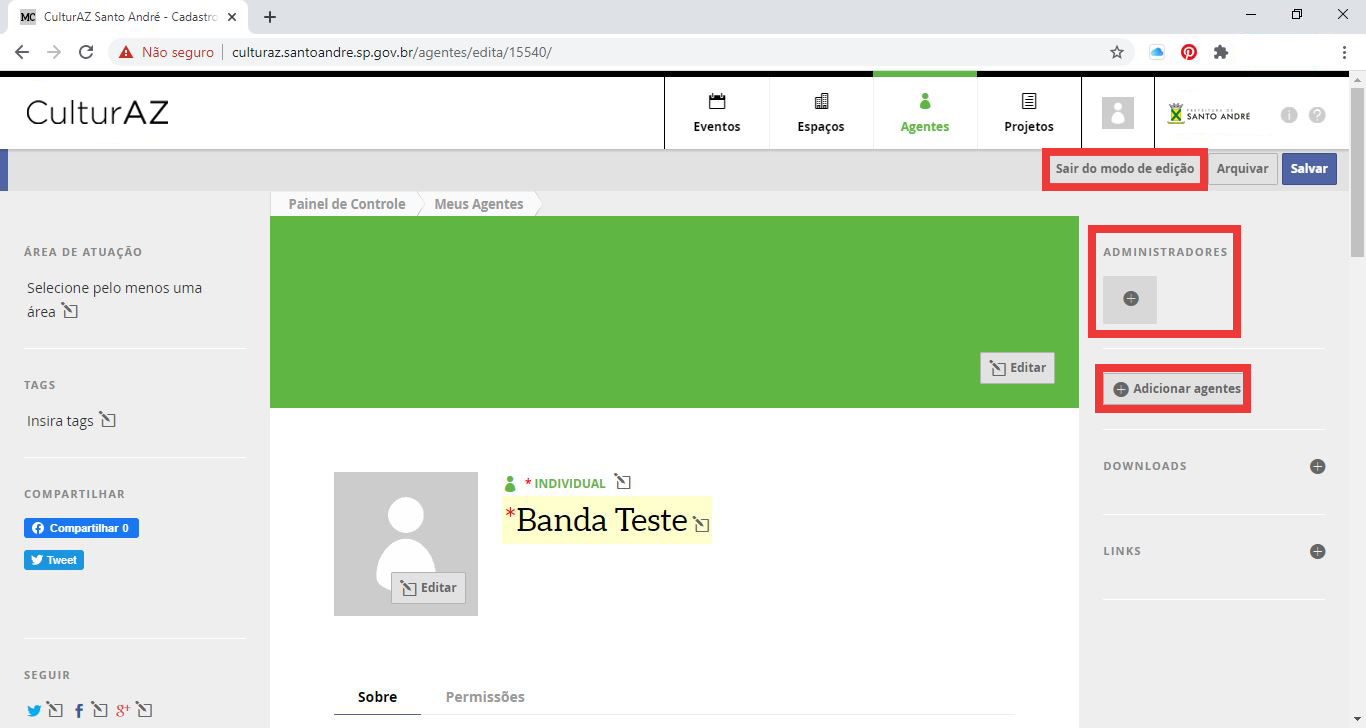 MC CulturAZ Santo André - Cadastro
Não seguro culturaz.santoandre.sp.gov.br/agentes/edita/15540/
CulturAZ
Eventos
Espaços
Agentes
Projetos
PREFEITURA DE
SANTO ANDRÉ
i ?
Sair do modo de edição
Arquivar
Salvar
Painel de Controle
Meus Agentes
ÁREA DE ATUAÇÃO
Selecione pelo menos uma
área
TAGS
Insira tags
COMPARTILHAR
Compartilhar 0
Tweet
SEGUIR
g+
Editar
* INDIVIDUAL
*Banda Teste
Editar
Sobre
Permissões
ADMINISTRADORES
Adicionar agentes
DOWNLOADS
LINKS